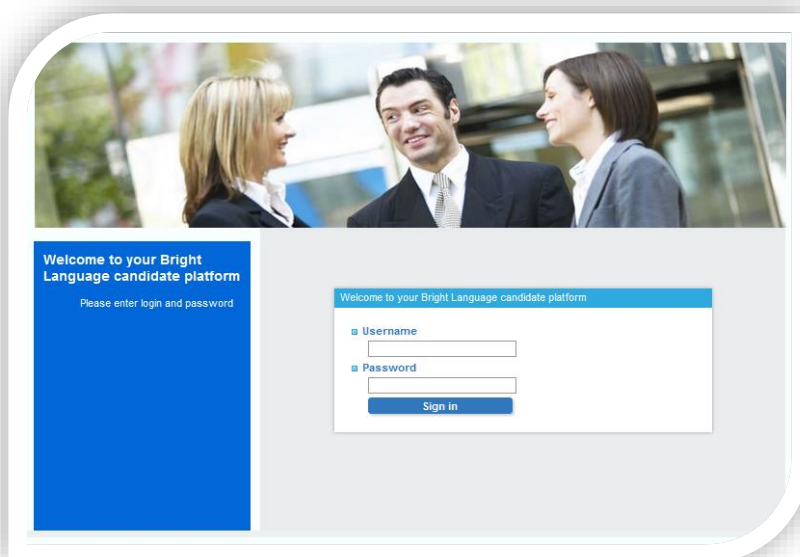 Welcome to your Bright
Language candidate platform
Please enter login and password
Welcome to your Bright Language candidate platform
Username
Password
Sign in